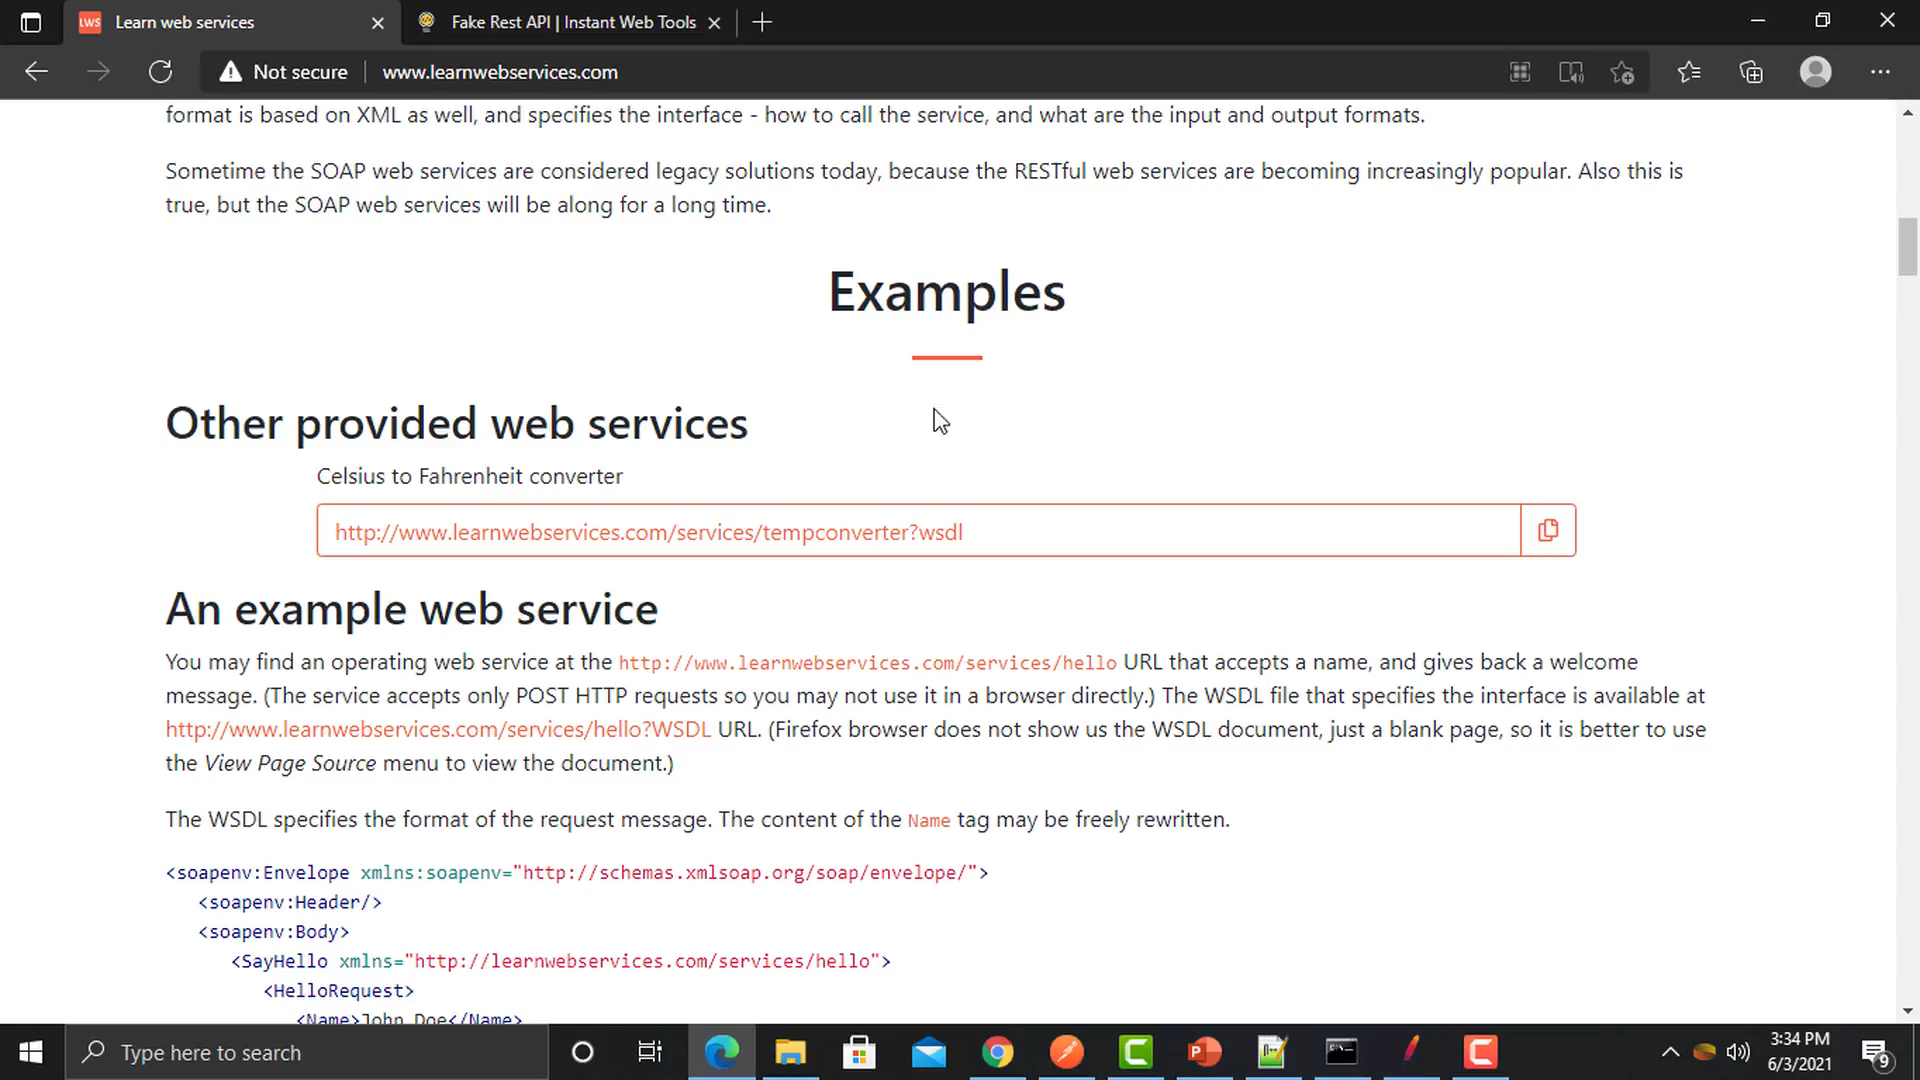 LWS Learn web services
Fake Rest API | Instant Web Tools
Not secure
www.learnwebservices.com
format is based on XML as well, and specifies the interface - how to call the service, and what are the input and output formats.
Sometime the SOAP web services are considered legacy solutions today, because the RESTful web services are becoming increasingly popular. Also this is
true, but the SOAP web services will be along for a long time.
Examples
Other provided web services
Celsius to Fahrenheit converter
http://www.learnwebservices.com/services/tempconverter?wsdl
An example web service
You may find an operating web service at the http://www.learnwebservices.com/services/hello URL that accepts a name, and gives back a welcome
message. (The service accepts only POST HTTP requests so you may not use it in a browser directly.) The WSDL file that specifies the interface is available at
http://www.learnwebservices.com/services/hello?WSDL URL. (Firefox browser does not show us the WSDL document, just a blank page, so it is better to use
the View Page Source menu to view the document.)
The WSDL specifies the format of the request message. The content of the Name tag may be freely rewritten.
<soapenv:Envelope xmlns:soapenv="http://schemas.xmlsoap.org/soap/envelope/">
<soapenv:Header/>
<soapenv:Body>
<SayHello xmlns="http://learnwebservices.com/services/hello">
<HelloRequest>
<Name>John Doe</Name>
Type here to search
3:34 PM
6/3/2021
9